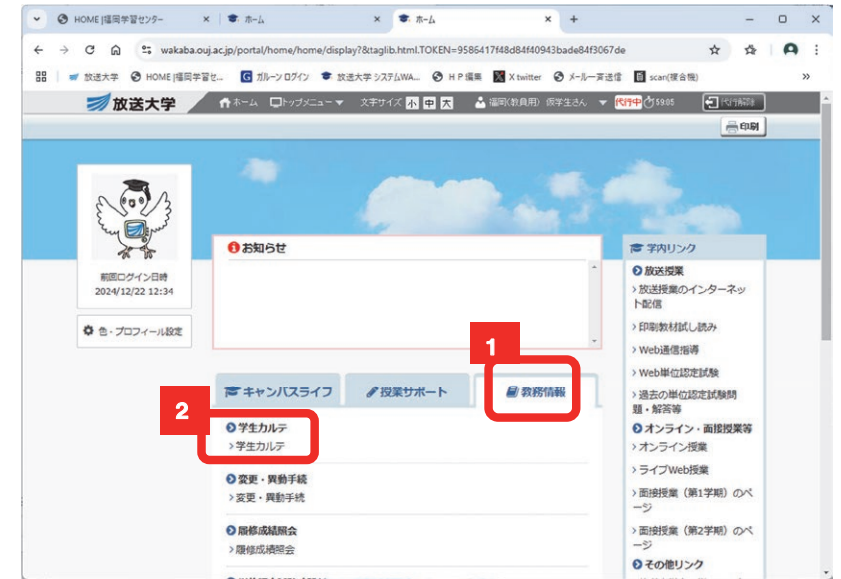 HOME |福岡学習センター
ホーム
ホーム
wakaba.ouj.ac.jp/portal/home/home/display?&taglib.html.TOKEN=9586417f48d84f40943bade84f3067de
放送大学
HOME |福岡学習セ...
ガルーン ログイン
放送大学 システムWA...
H P 編集
X twitter
メール一斉送信
scan(複合機)
放送大学
ホーム
トップメニュー
文字サイズ 小 中 大
福岡(教員用) 仮学生さん
代行中
59:05
代行解除
印刷
前回ログイン日時
2024/12/22 12:34
色・プロフィール設定
お知らせ
1
キャンパスライフ
授業サポート
教務情報
2
学生カルテ
学生カルテ
変更・異動手続
変更・異動手続
履修成績照会
履修成績照会
学内リンク
放送授業
放送授業のインターネッ
ト配信
印刷教材試し読み
Web通信指導
Web単位認定試験
過去の単位認定試験問
題・解答等
オンライン・面接授業等
オンライン授業
ライブWeb授業
面接授業（第1学期）のペ
ージ
面接授業（第2学期）のペ
ージ
その他リンク